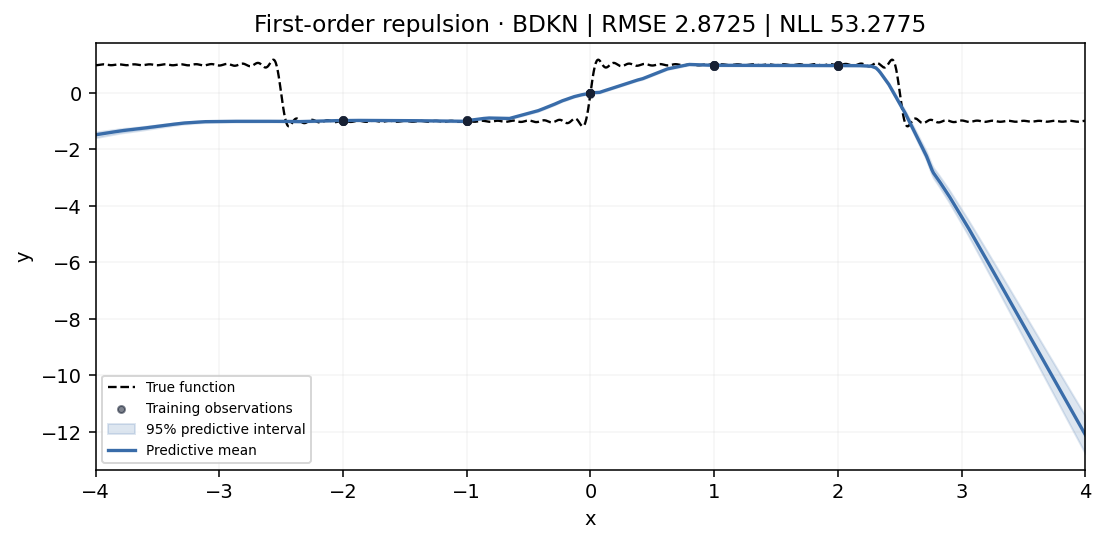 First-order repulsion · BDKN | RMSE 2.8725 | NLL 53.2775
y
0
−2
−4
−6
−8
−10
−12
True function
Training observations
95% predictive interval
Predictive mean
−4
−3
−2
−1
0
1
2
3
4
x